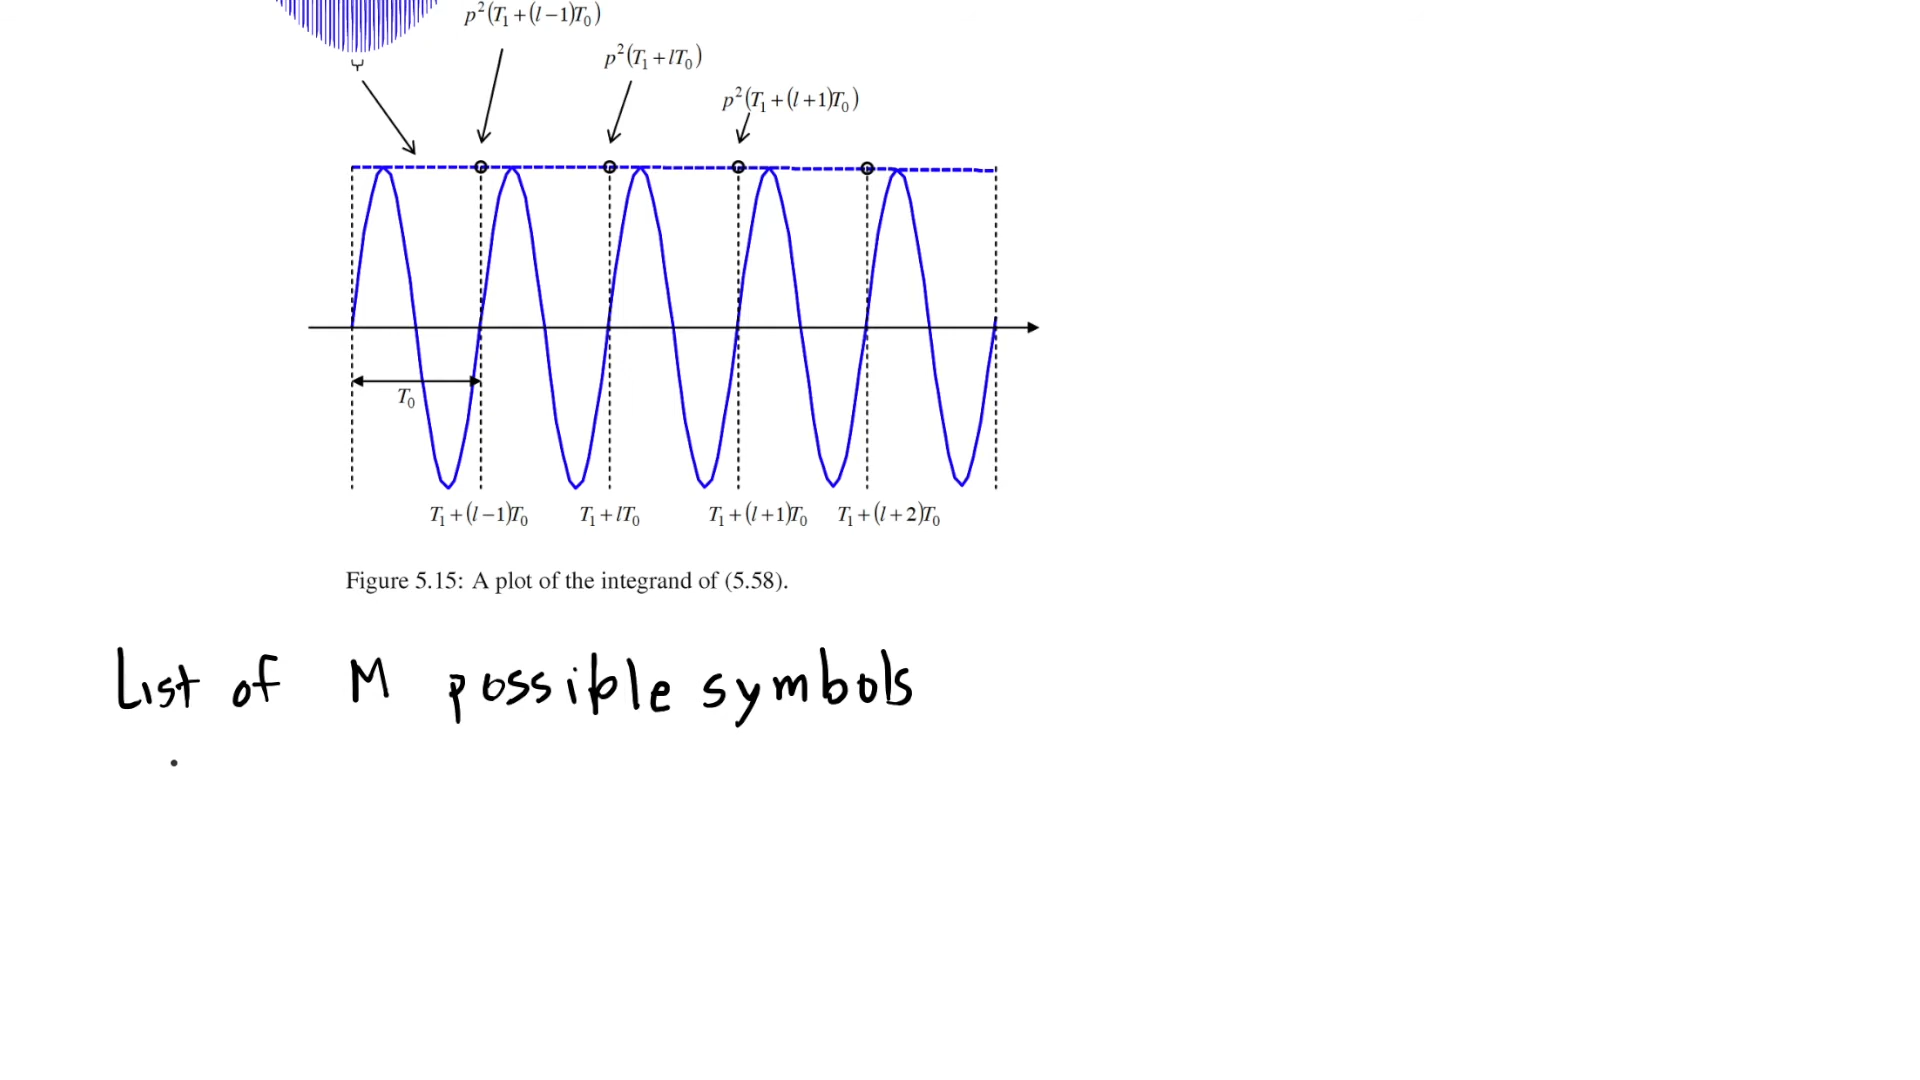 p²(T₁+(l−1)T₀)
p²(T₁+lT₀)
p²(T₁+(l+1)T₀)
T₀
T₁+(l−1)T₀ T₁+lT₀ T₁+(l+1)T₀ T₁+(l+2)T₀
Figure 5.15: A plot of the integrand of (5.58).
List of M possible symbols